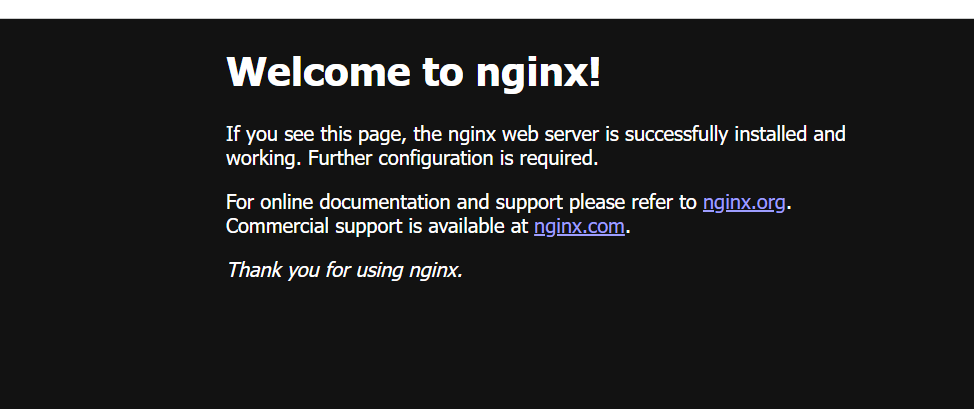 Welcome to nginx!
If you see this page, the nginx web server is successfully installed and
working. Further configuration is required.
For online documentation and support please refer to nginx.org.
Commercial support is available at nginx.com.
Thank you for using nginx.